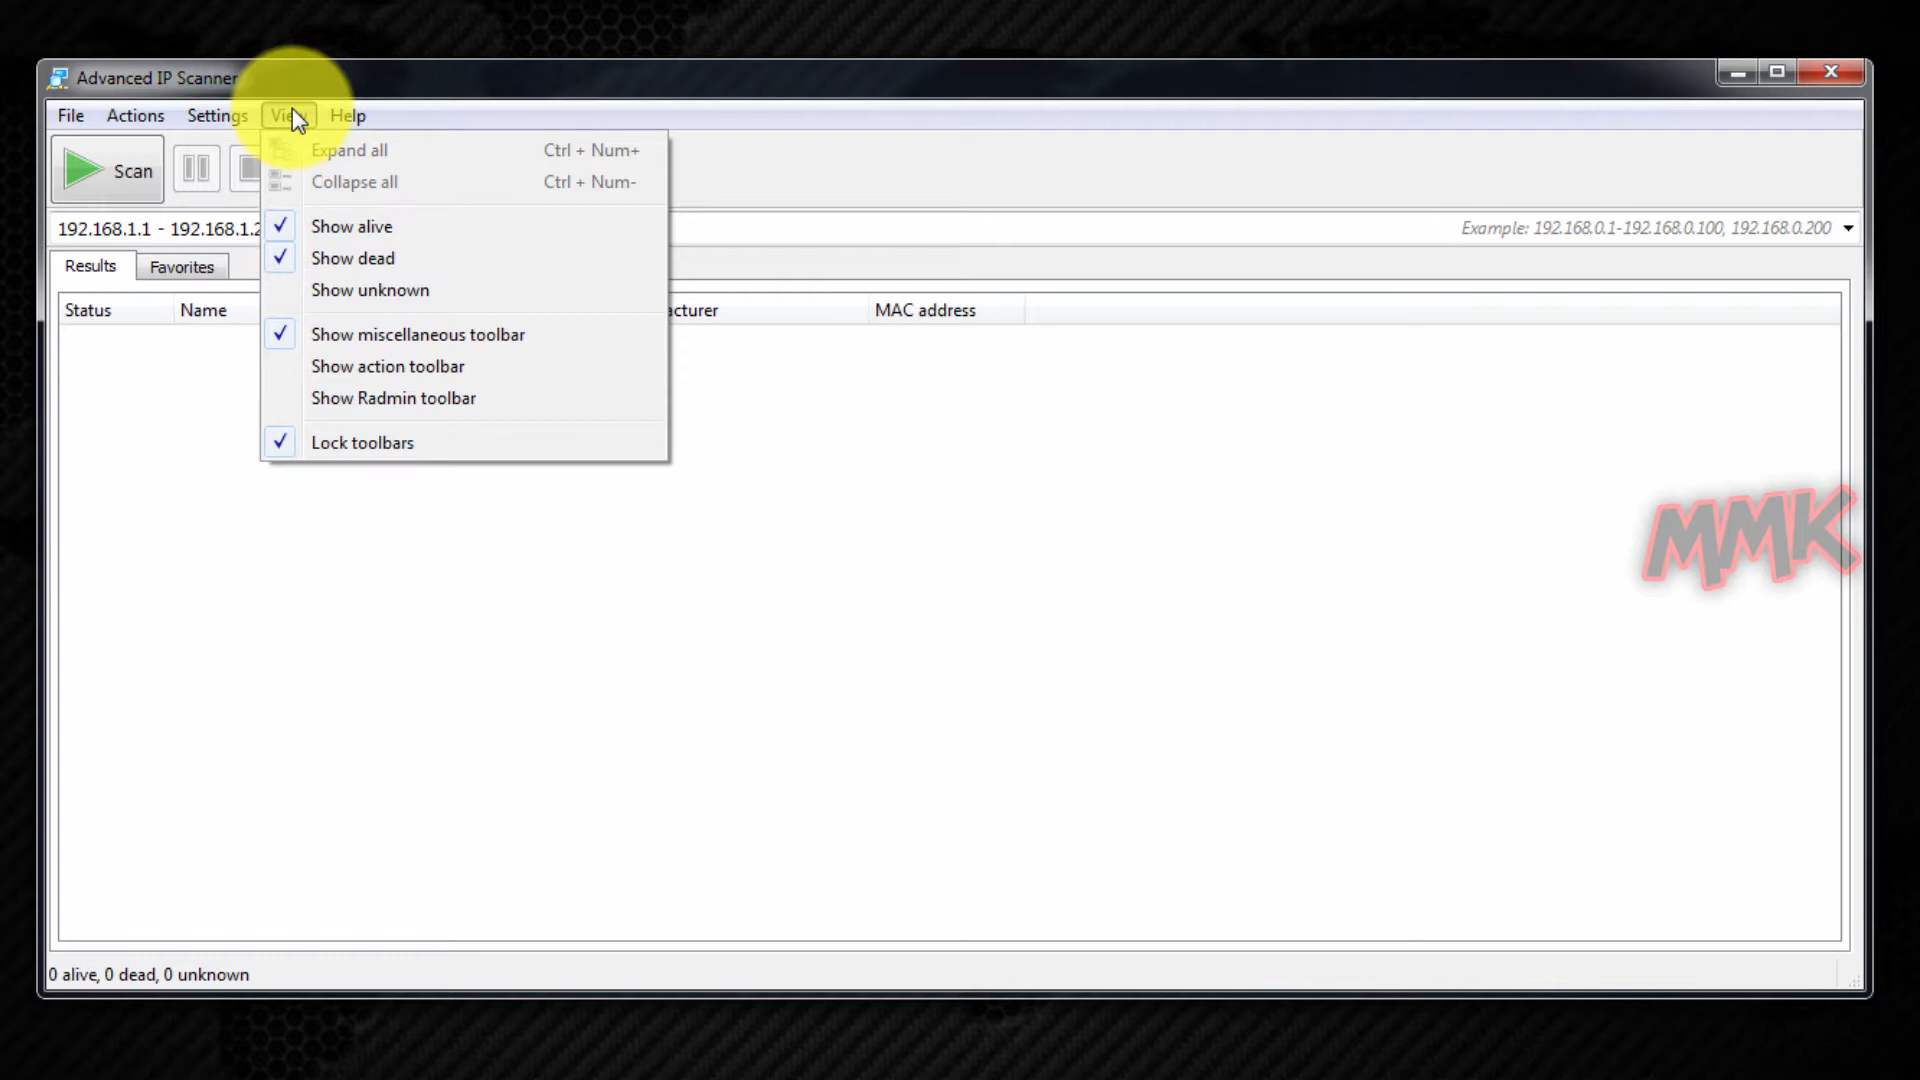 Advanced IP Scanner
File Actions Settings View Help
Scan
Expand all Ctrl + Num+
Collapse all Ctrl + Num-
192.168.1.1 - 192.168.1.2
Example: 192.168.0.1-192.168.0.100, 192.168.0.200
Show alive
Show dead
Show unknown
Results Favorites
Status Name acturer MAC address
Show miscellaneous toolbar
Show action toolbar
Show Radmin toolbar
Lock toolbars
MMK
0 alive, 0 dead, 0 unknown